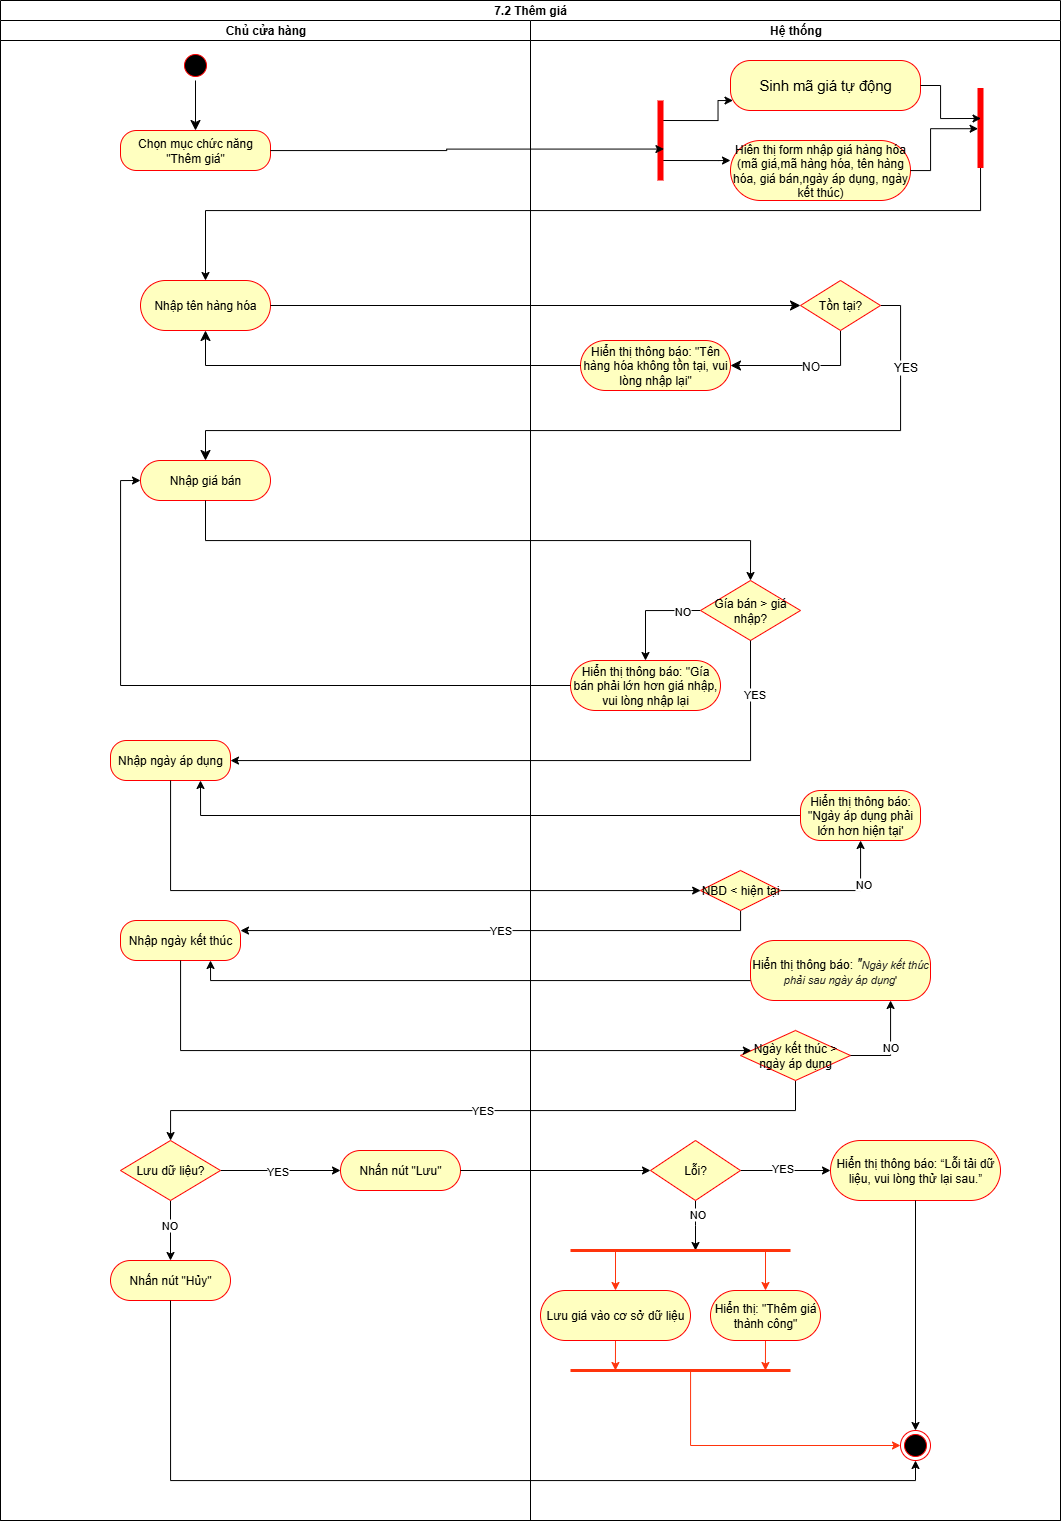 7.2 Thêm giá
Chủ cửa hàng
Hệ thống
Sinh mã giá tự động
Chọn mục chức năng
"Thêm giá"
Hiển thị form nhập giá hàng hóa
(mã giá,mã hàng hóa, tên hàng
hóa, giá bán,ngày áp dụng, ngày
kết thúc)
Nhập tên hàng hóa
Tồn tại?
Hiển thị thông báo: "Tên
hàng hóa không tồn tại, vui
lòng nhập lại"
NO
YES
Nhập giá bán
Gía bán > giá
nhập?
NO
Hiển thị thông báo: "Gía
bán phải lớn hơn giá nhập,
vui lòng nhập lại
YES
Nhập ngày áp dụng
Hiển thị thông báo:
"Ngày áp dụng phải
lớn hơn hiện tại'
NBD < hiện tại
NO
YES
Nhập ngày kết thúc
Hiển thị thông báo: "Ngày kết thúc
phải sau ngày áp dụng'
Ngày kết thúc >
ngày áp dụng
NO
YES
Lưu dữ liệu?
YES
Nhấn nút "Lưu"
Lỗi?
YES
Hiển thị thông báo: “Lỗi tải dữ
liệu, vui lòng thử lại sau.”
NO
NO
Nhấn nút "Hủy"
Lưu giá vào cơ sở dữ liệu
Hiển thị: "Thêm giá
thành công"